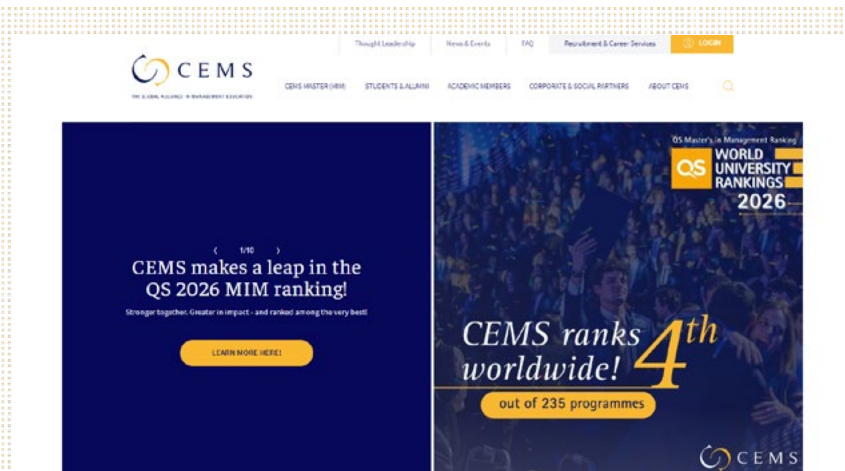 Thought Leadership News & Events FAQ Recruitment & Career Services LOGIN
CEMS
THE GLOBAL ALLIANCE IN MANAGEMENT EDUCATION
CEMS MASTER (MIM) STUDENTS & ALUMNI ACADEMIC MEMBERS CORPORATE & SOCIAL PARTNERS ABOUT CEMS
1/10
CEMS makes a leap in the
QS 2026 MIM ranking!
Stronger together. Greater in impact - and ranked among the very best!
LEARN MORE HERE!
QS Master's in Management Ranking
QS
WORLD
UNIVERSITY
RANKINGS
2026
CEMS ranks 4th
worldwide!
out of 235 programmes
CEMS